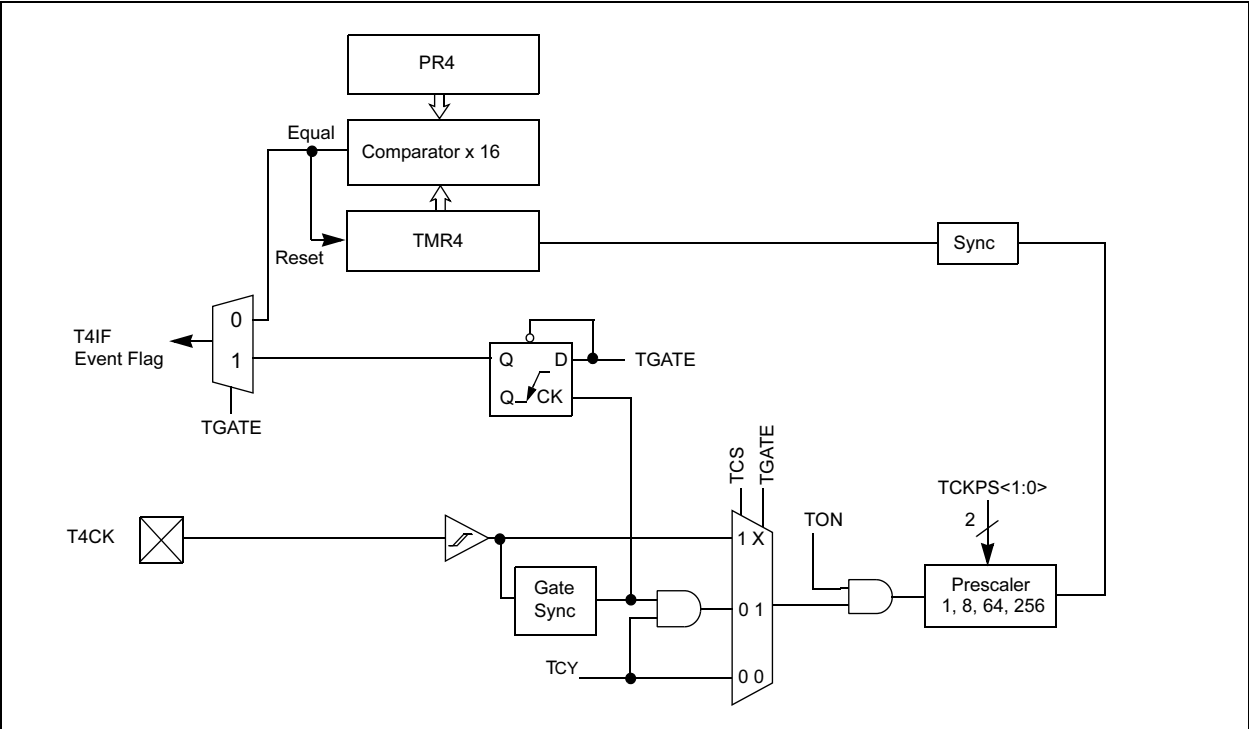 PR4
Equal
Comparator x 16
TMR4
Reset
Sync
0
1
T4IF
Event Flag
TGATE
Q
D
Q
CK
TGATE
TCS
TGATE
TCKPS<1:0>
2
TON
T4CK
1 X
Prescaler
1, 8, 64, 256
Gate
Sync
0 1
TCY
0 0